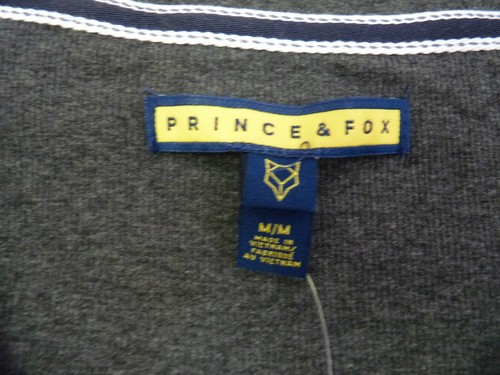 PRINCE & FOX
M/M
MADE IN
VIETNAM/
FABRIQUÉ
AU VIETNAM